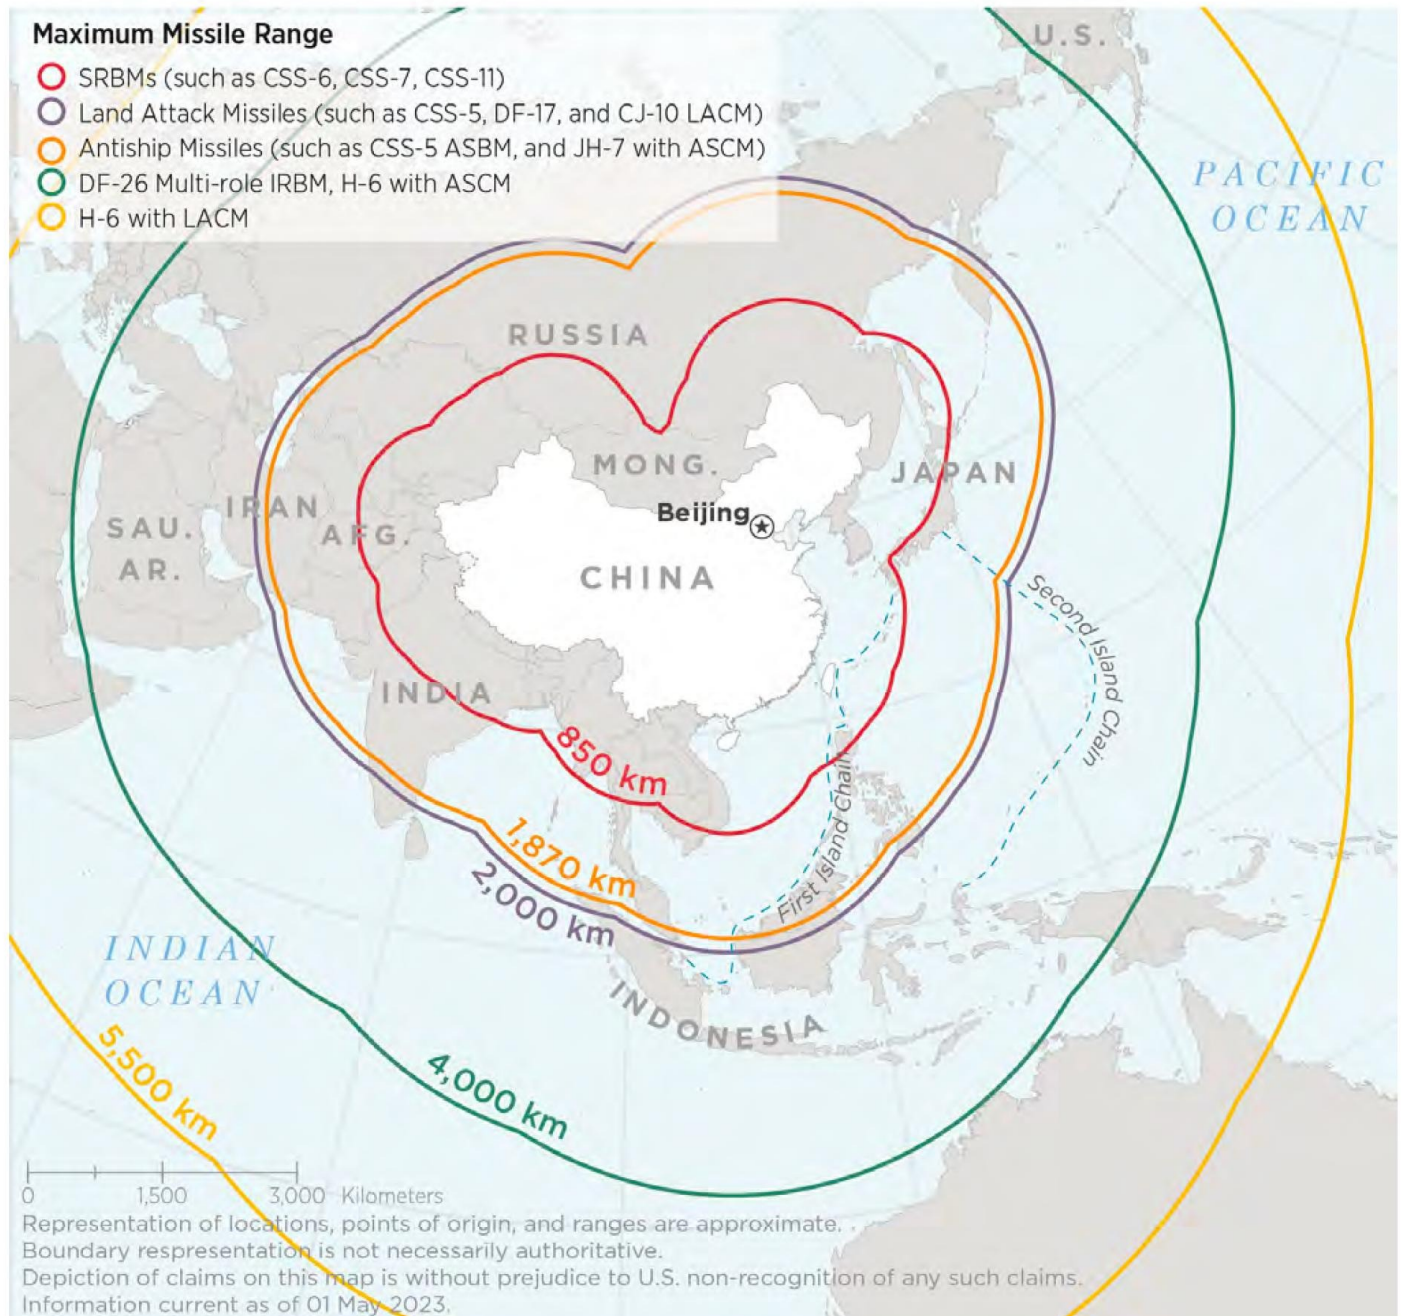 Maximum Missile Range
SRBMs (such as CSS-6, CSS-7, CSS-11)
Land Attack Missiles (such as CSS-5, DF-17, and CJ-10 LACM)
Antiship Missiles (such as CSS-5 ASBM, and JH-7 with ASCM)
DF-26 Multi-role IRBM, H-6 with ASCM
H-6 with LACM
U.S.
PACIFIC
OCEAN
RUSSIA
MONG.
JAPAN
IRAN
SAU.
AR.
AFG.
Beijing
CHINA
Second Island Chain
INDIA
850 km
First Island Chain
1,870 km
2,000 km
INDIAN
OCEAN
INDONESIA
5,500 km
4,000 km
0 1,500 3,000 Kilometers
Representation of locations, points of origin, and ranges are approximate.
Boundary respresentation is not necessarily authoritative.
Depiction of claims on this map is without prejudice to U.S. non-recognition of any such claims.
Information current as of 01 May 2023.